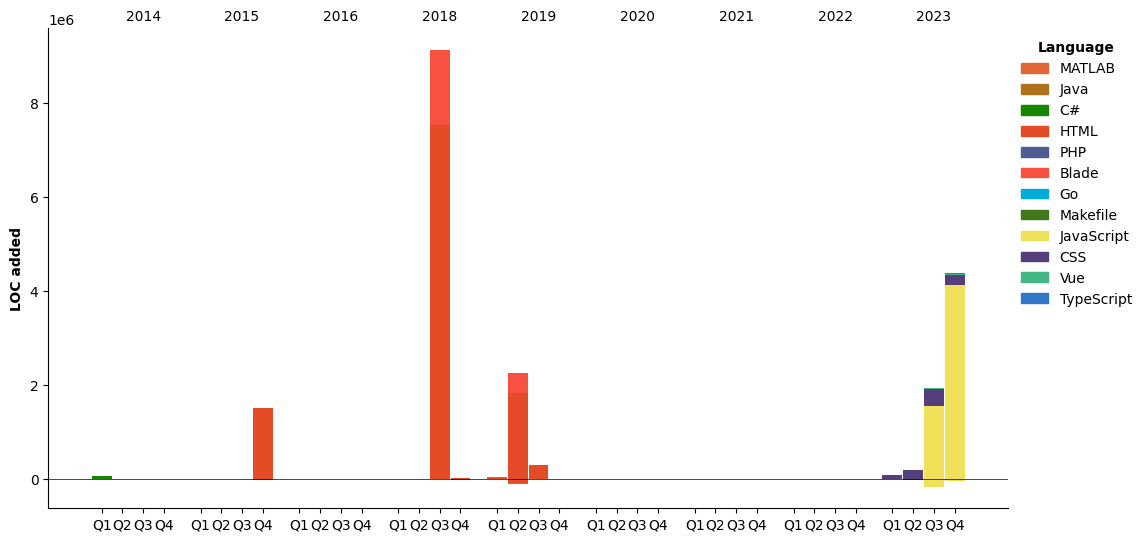 1e6
2014 2015 2016 2018 2019 2020 2021 2022 2023
8
6
4
2
0
LOC added
Q1 Q2 Q3 Q4 Q1 Q2 Q3 Q4 Q1 Q2 Q3 Q4 Q1 Q2 Q3 Q4 Q1 Q2 Q3 Q4 Q1 Q2 Q3 Q4 Q1 Q2 Q3 Q4 Q1 Q2 Q3 Q4 Q1 Q2 Q3 Q4
Language
MATLAB
Java
C#
HTML
PHP
Blade
Go
Makefile
JavaScript
CSS
Vue
TypeScript